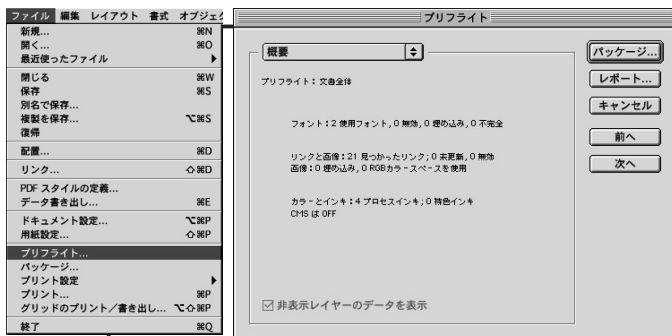 ファイル 編集 レイアウト 書式 オブジェク
新規... ⌘N
開く... ⌘O
最近使ったファイル ▶
閉じる ⌘W
保存 ⌘S
別名で保存...
複製を保存... ⌥⌘S
復帰
配置... ⌘D
リンク... ⇧⌘D
PDF スタイルの定義...
データ書き出し... ⌘E
ドキュメント設定... ⌥⌘P
用紙設定... ⇧⌘P
プリフライト...
パッケージ...
プリント設定 ▶
プリント... ⌘P
グリッドのプリント／書き出し... ⌥⇧⌘P
終了 ⌘Q
プリフライト
概要
プリフライト：文書全体
フォント：2 使用フォント, 0 無効, 0 埋め込み, 0 不完全
リンクと画像：21 見つかったリンク; 0 未更新, 0 無効
画像：0 埋め込み, 0 RGBカラースペースを使用
カラーとインキ：4 プロセスインキ; 0 特色インキ
CMS は OFF
非表示レイヤーのデータを表示
パッケージ...
レポート...
キャンセル
前へ
次へ